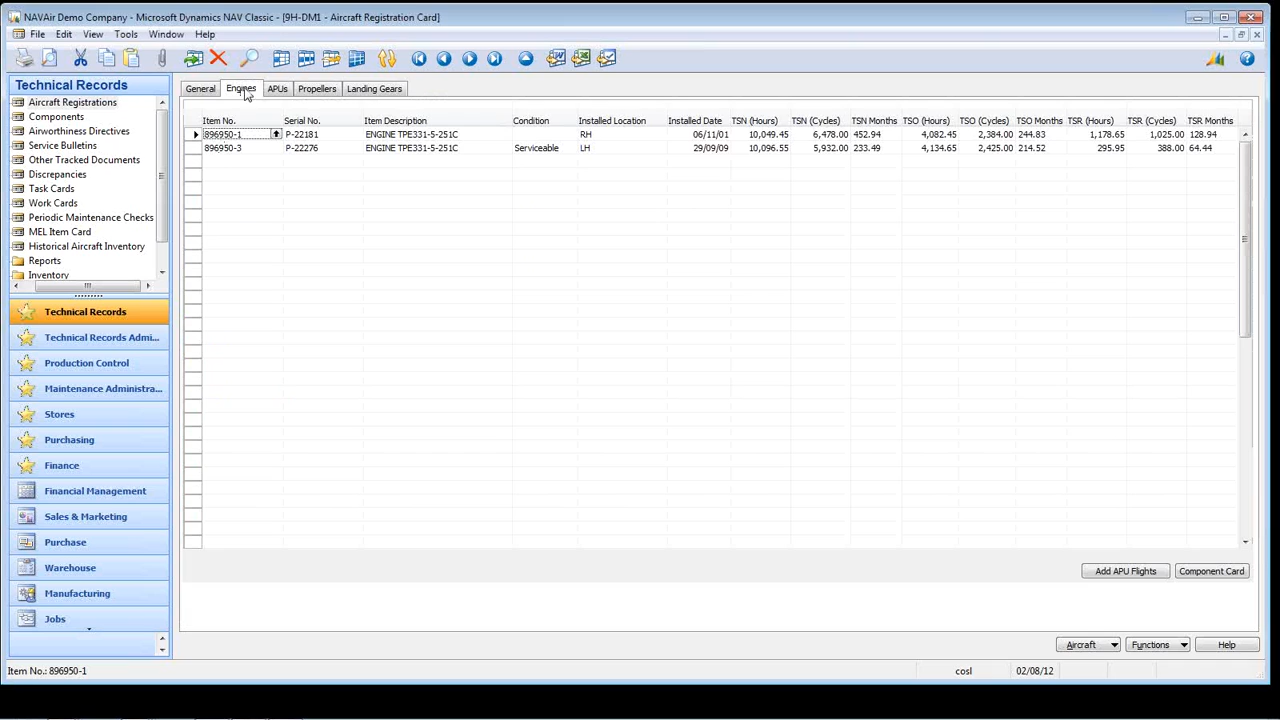 NAVAir Demo Company - Microsoft Dynamics NAV Classic - [9H-DM1 - Aircraft Registration Card]
File Edit View Tools Window Help
Technical Records
Aircraft Registrations
Components
Airworthiness Directives
Service Bulletins
Other Tracked Documents
Discrepancies
Task Cards
Work Cards
Periodic Maintenance Checks
MEL Item Card
Historical Aircraft Inventory
Reports
Inventory
Technical Records
Technical Records Admi...
Production Control
Maintenance Administra...
Stores
Purchasing
Finance
Financial Management
Sales & Marketing
Purchase
Warehouse
Manufacturing
Jobs
General Engines APUs Propellers Landing Gears
Item No. Serial No. Item Description Condition Installed Location Installed Date TSN (Hours) TSN (Cycles) TSN Months TSO (Hours) TSO (Cycles) TSO Months TSR (Hours) TSR (Cycles) TSR Months
896950-1 P-22181 ENGINE TPE331-5-251C RH 06/11/01 10,049.45 6,478.00 452.94 4,082.45 2,384.00 244.83 1,178.65 1,025.00 128.94
896950-3 P-22276 ENGINE TPE331-5-251C Serviceable LH 29/09/09 10,096.55 5,932.00 233.49 4,134.65 2,425.00 214.52 295.95 388.00 64.44
Add APU Flights Component Card
Aircraft Functions Help
Item No.: 896950-1 cosl 02/08/12